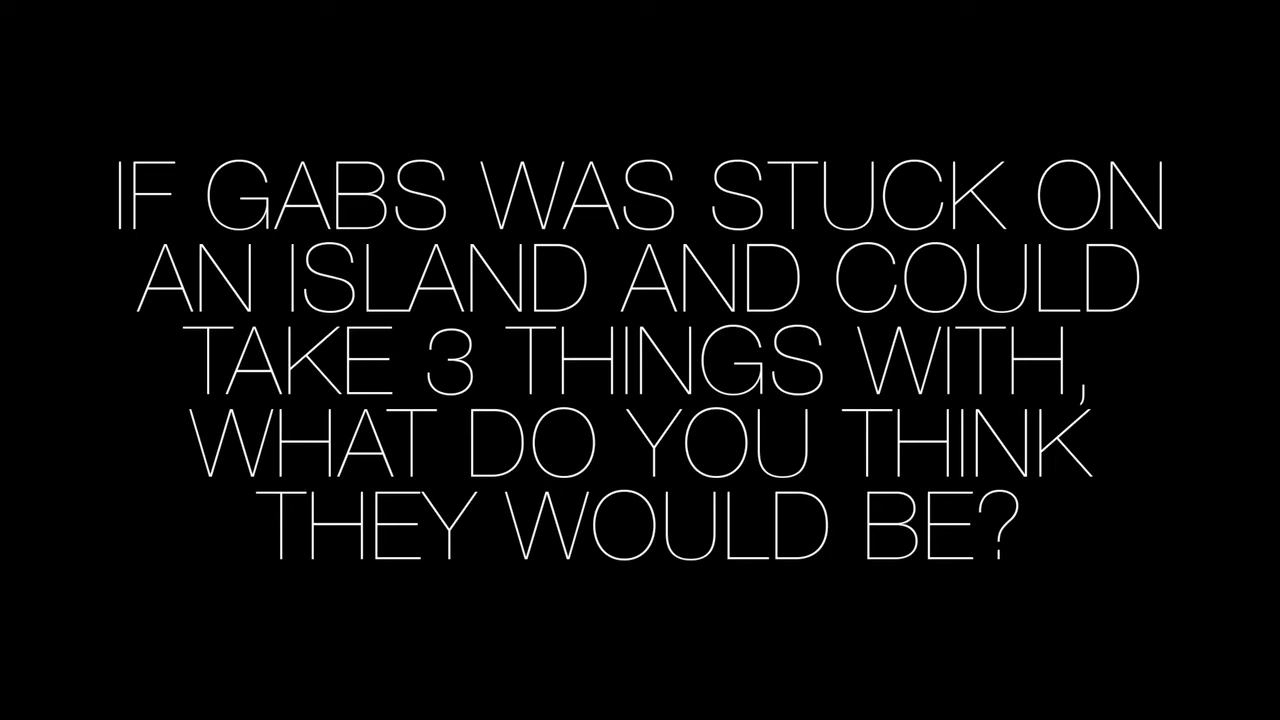 IF GABS WAS STUCK ON
AN ISLAND AND COULD
TAKE 3 THINGS WITH,
WHAT DO YOU THINK
THEY WOULD BE?